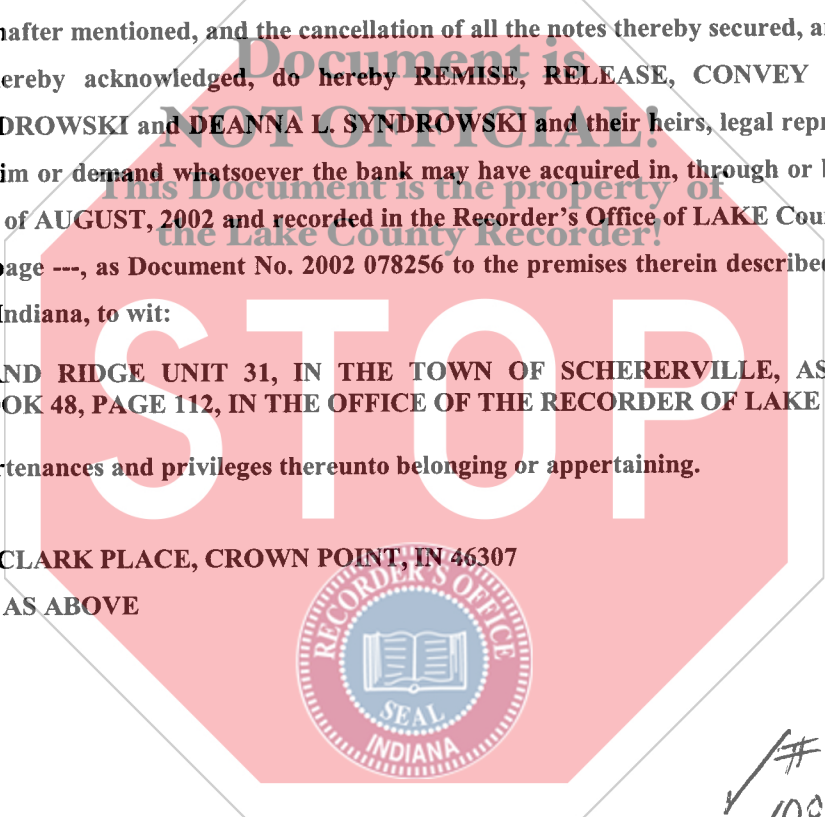 nafter mentioned, and the cancellation of all the notes thereby secured, a
Document is
ereby acknowledged, do hereby REMISE, RELEASE, CONVEY
NOT OFFICIAL!
DROWSKI and DEANNA L. SYNDROWSKI and their heirs, legal repr
im or demand whatsoever the bank may have acquired in, through or b
This Document is the property of
of AUGUST, 2002 and recorded in the Recorder's Office of LAKE Cou
the Lake County Recorder!
page ---, as Document No. 2002 078256 to the premises therein described
Indiana, to wit:
STOP
AND RIDGE UNIT 31, IN THE TOWN OF SCHERERVILLE, AS
OOK 48, PAGE 112, IN THE OFFICE OF THE RECORDER OF LAKE
rtenances and privileges thereunto belonging or appertaining.
CLARK PLACE, CROWN POINT, IN 46307
AS ABOVE
RECORDER'S OFFICE
SEAL
INDIANA
#